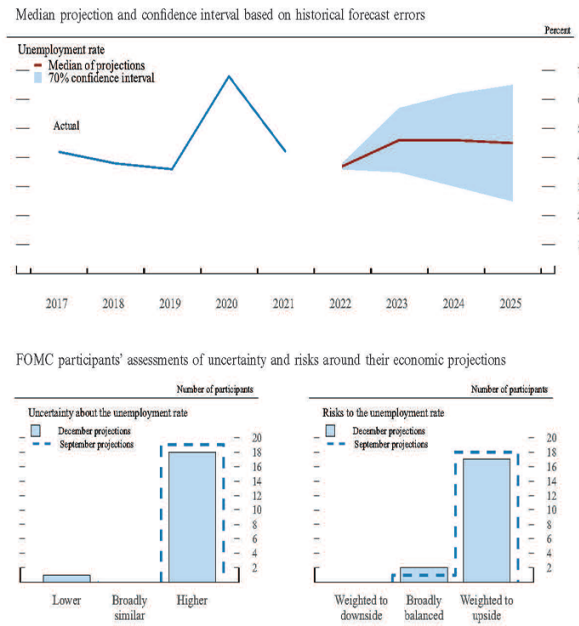 Median projection and confidence interval based on historical forecast errors
Percent
Unemployment rate
Median of projections
70% confidence interval
Actual
2017 2018 2019 2020 2021 2022 2023 2024 2025
FOMC participants' assessments of uncertainty and risks around their economic projections
Number of participants
Uncertainty about the unemployment rate
December projections
September projections
20
18
16
14
12
10
8
6
4
2
Lower Broadly similar Higher
Number of participants
Risks to the unemployment rate
December projections
September projections
20
18
16
14
12
10
8
6
4
2
Weighted to downside Broadly balanced Weighted to upside